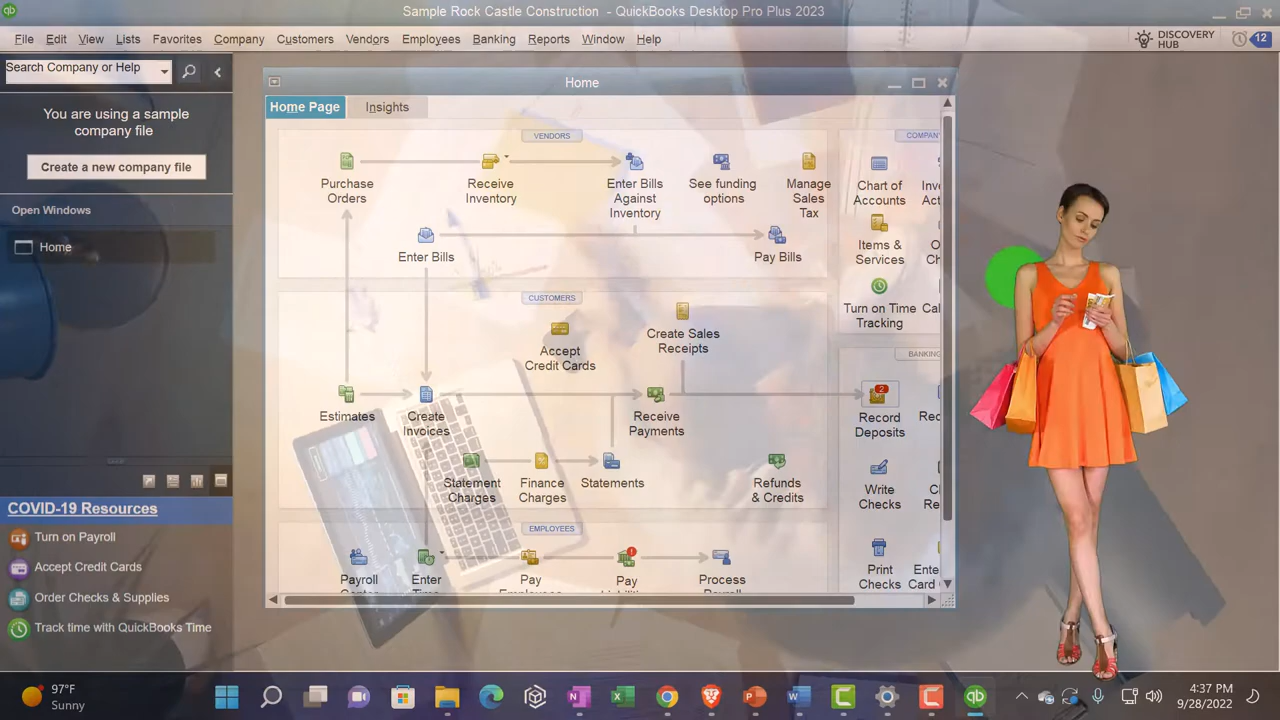 qb
Sample Rock Castle Construction - QuickBooks Desktop Pro Plus 2023
File Edit View Lists Favorites Company Customers Vendors Employees Banking Reports Window Help
DISCOVERY
HUB
12
Search Company or Help
You are using a sample
company file
Create a new company file
Open Windows
Home
COVID-19 Resources
Turn on Payroll
Accept Credit Cards
Order Checks & Supplies
Track time with QuickBooks Time
Home
Home Page Insights
VENDORS
Purchase
Orders
Receive
Inventory
Enter Bills
Against
Inventory
See funding
options
Manage
Sales
Tax
Enter Bills
Pay Bills
CUSTOMERS
Accept
Credit Cards
Create Sales
Receipts
Estimates
Create
Invoices
Receive
Payments
Statement
Charges
Finance
Charges
Statements
Refunds
& Credits
EMPLOYEES
Payroll
Enter
Pay
Pay
Process
Chart of
Accounts
Items &
Services
Turn on Time
Tracking
2
Record
Deposits
Write
Checks
Print
Checks
97°F
Sunny
4:37 PM
9/28/2022